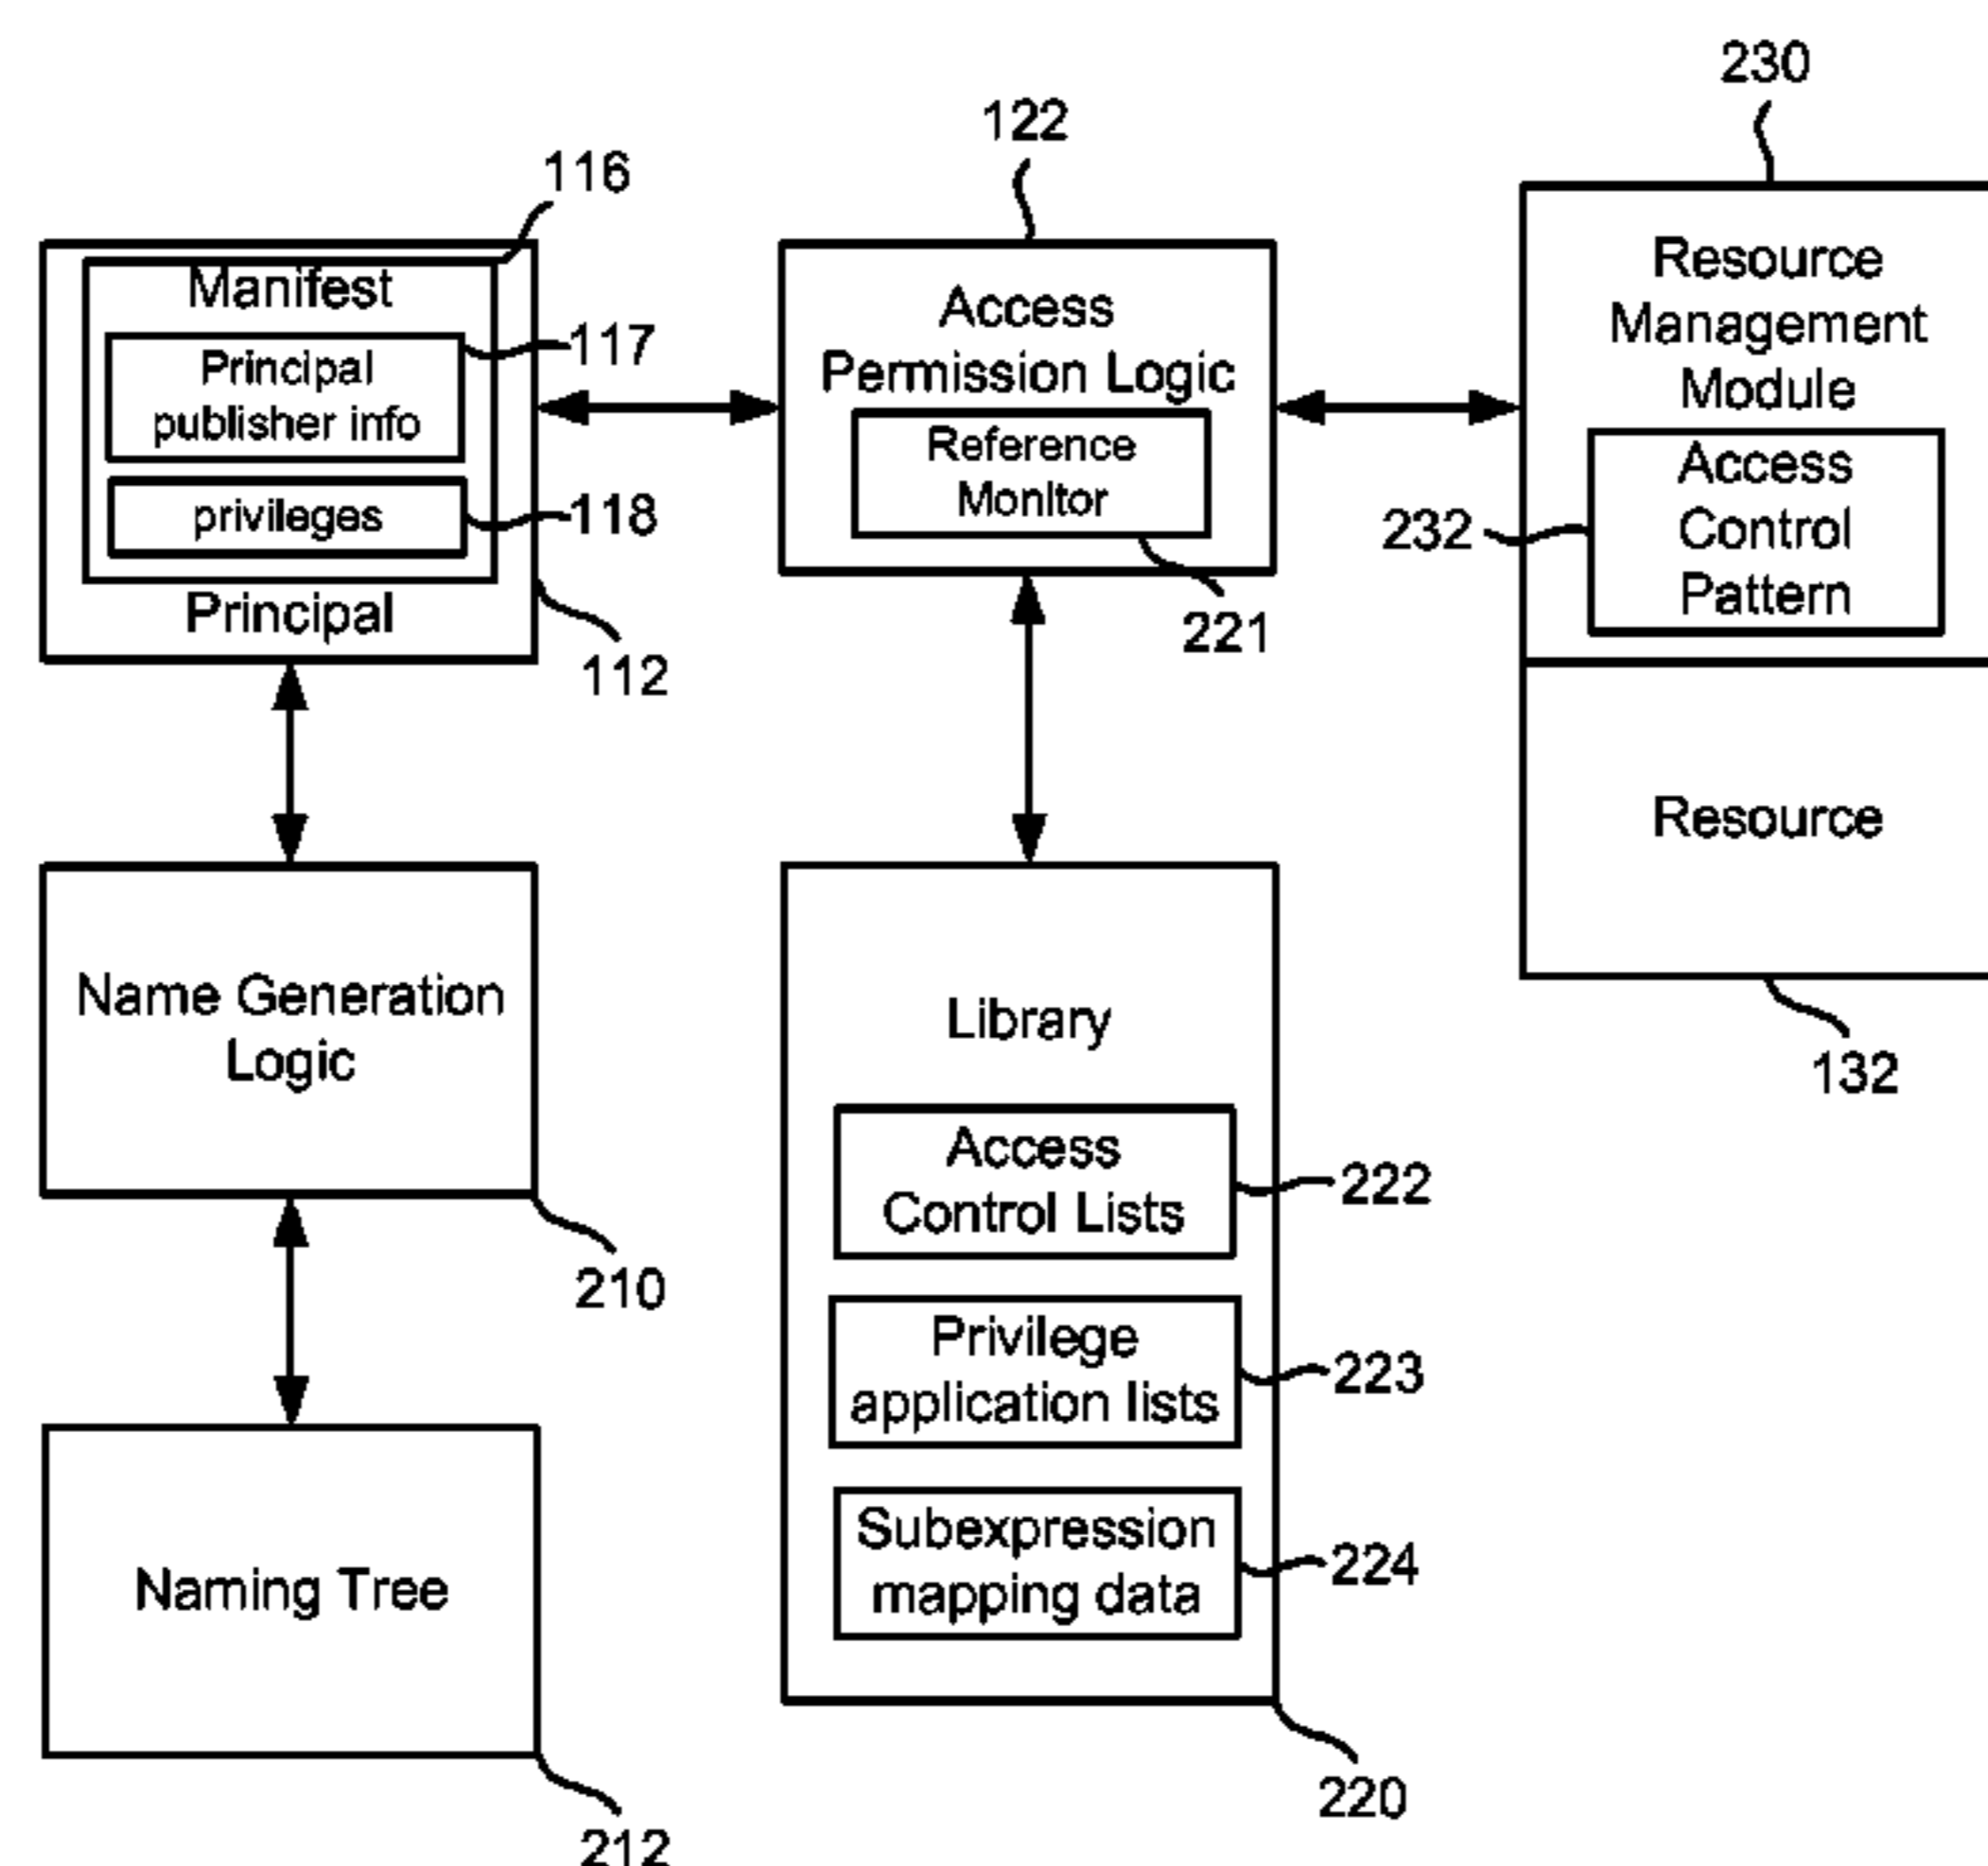 230
122
116
Manifest
Principal
publisher info
117
privileges
118
Principal
112
Access
Permission Logic
Reference
Monitor
221
Resource
Management
Module
Access
Control
Pattern
232
Resource
132
Name Generation
Logic
210
Library
Access
Control Lists
222
Privilege
application lists
223
Subexpression
mapping data
224
220
Naming Tree
212